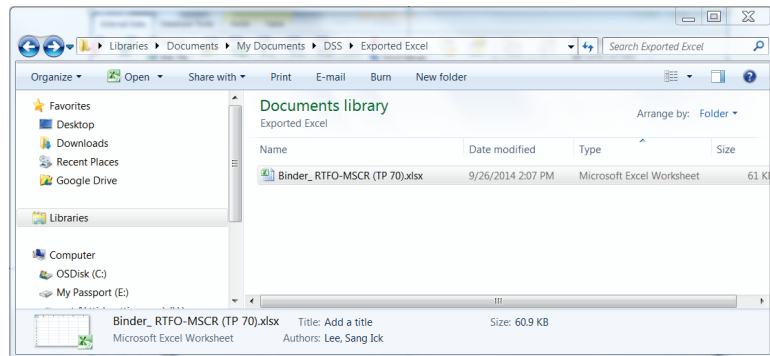 Libraries ▸ Documents ▸ My Documents ▸ DSS ▸ Exported Excel
Search Exported Excel
Organize Open Share with Print E-mail Burn New folder
Favorites
Desktop
Downloads
Recent Places
Google Drive
Libraries
Computer
OSDisk (C:)
My Passport (E:)
Documents library
Exported Excel
Arrange by: Folder
Name Date modified Type Size
Binder_ RTFO-MSCR (TP 70).xlsx 9/26/2014 2:07 PM Microsoft Excel Worksheet 61
Binder_ RTFO-MSCR (TP 70).xlsx Title: Add a title Size: 60.9 KB
Microsoft Excel Worksheet Authors: Lee, Sang Ick